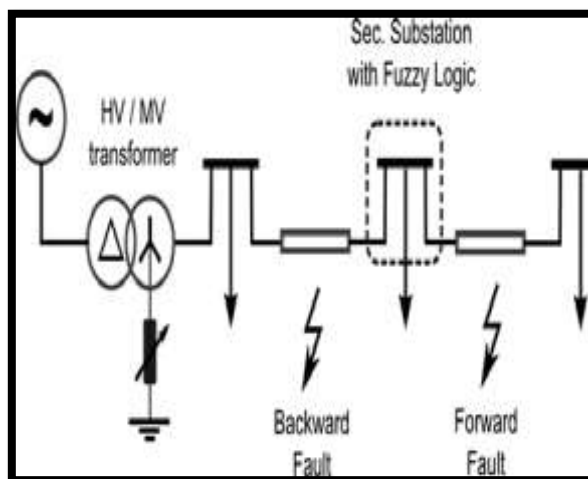 Sec. Substation
with Fuzzy Logic
HV / MV
transformer
Backward
Fault
Forward
Fault